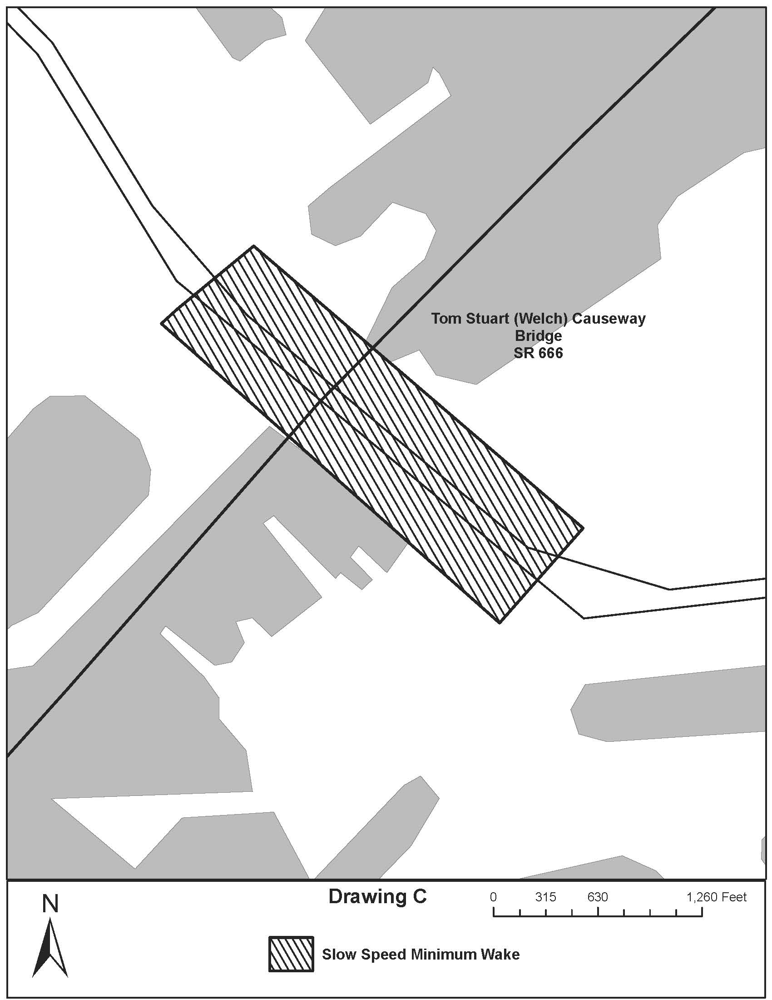 Tom Stuart (Welch) Causeway
Bridge
SR 666
N
Drawing C
0 315 630 1,260 Feet
Slow Speed Minimum Wake